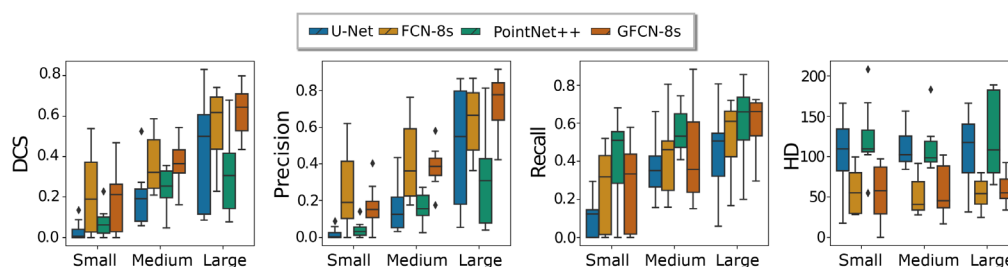 U-Net FCN-8s PointNet++ GFCN-8s
DCS
0.8
0.6
0.4
0.2
0.0
Small Medium Large
Precision
0.8
0.6
0.4
0.2
0.0
Small Medium Large
Recall
0.8
0.6
0.4
0.2
0.0
Small Medium Large
HD
200
150
100
50
0
Small Medium Large